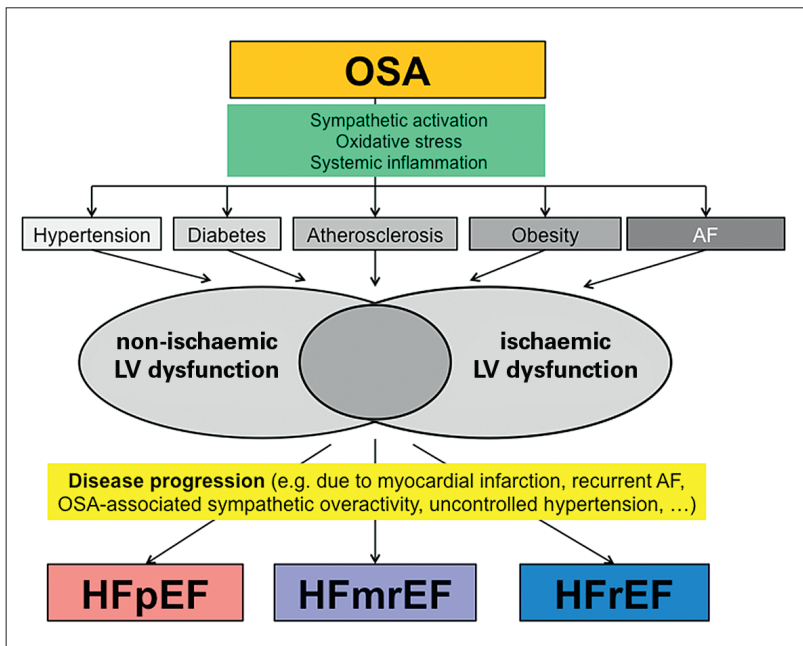 OSA
Sympathetic activation
Oxidative stress
Systemic inflammation
Hypertension
Diabetes
Atherosclerosis
Obesity
AF
non-ischaemic
LV dysfunction
ischaemic
LV dysfunction
Disease progression (e.g. due to myocardial infarction, recurrent AF,
OSA-associated sympathetic overactivity, uncontrolled hypertension, …)
HFpEF
HFmrEF
HFrEF